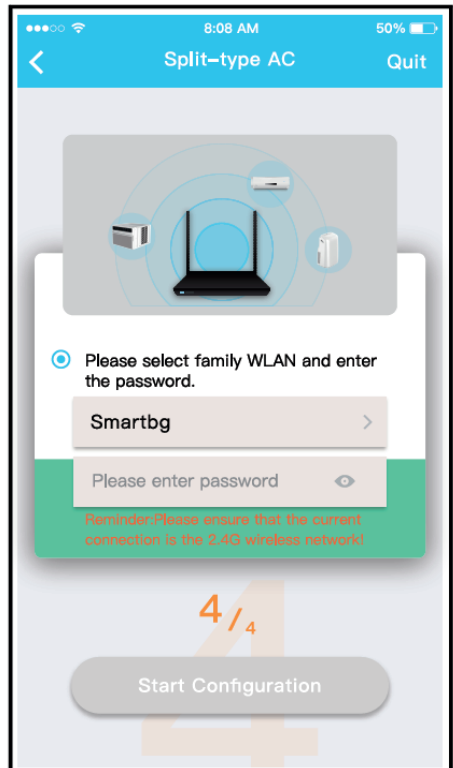 8:08 AM
50%
Split-type AC
Quit
Please select family WLAN and enter
the password.
Smartbg
Please enter password
Reminder:Please ensure that the current
connection is the 2.4G wireless network!
4/4
Start Configuration
4